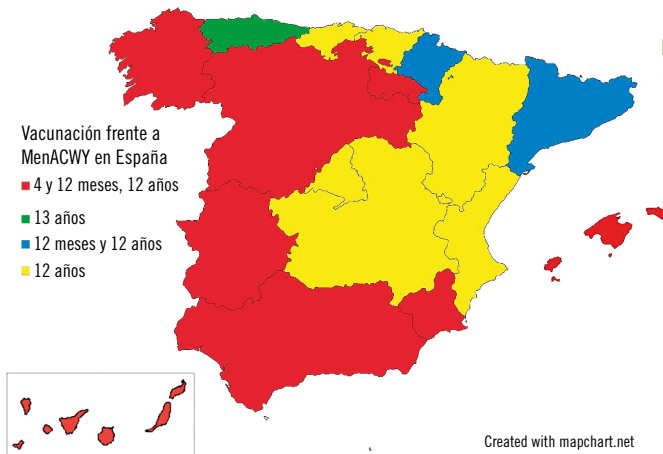 Vacunación frente a
MenACWY en España
4 y 12 meses, 12 años
13 años
12 meses y 12 años
12 años
Created with mapchart.net